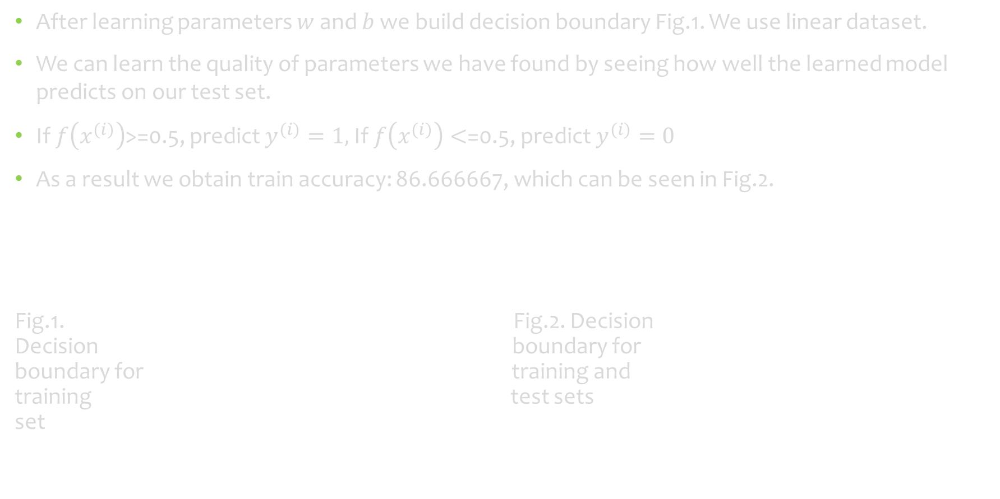 • After learning parameters w and b we build decision boundary Fig.1. We use linear dataset.
• We can learn the quality of parameters we have found by seeing how well the learned model
predicts on our test set.
• If f(x⁽ⁱ⁾)>=0.5, predict y⁽ⁱ⁾ = 1, If f(x⁽ⁱ⁾) <=0.5, predict y⁽ⁱ⁾ = 0
• As a result we obtain train accuracy: 86.666667, which can be seen in Fig.2.
Fig.1.
Decision
boundary for
training
set
Fig.2. Decision
boundary for
training and
test sets